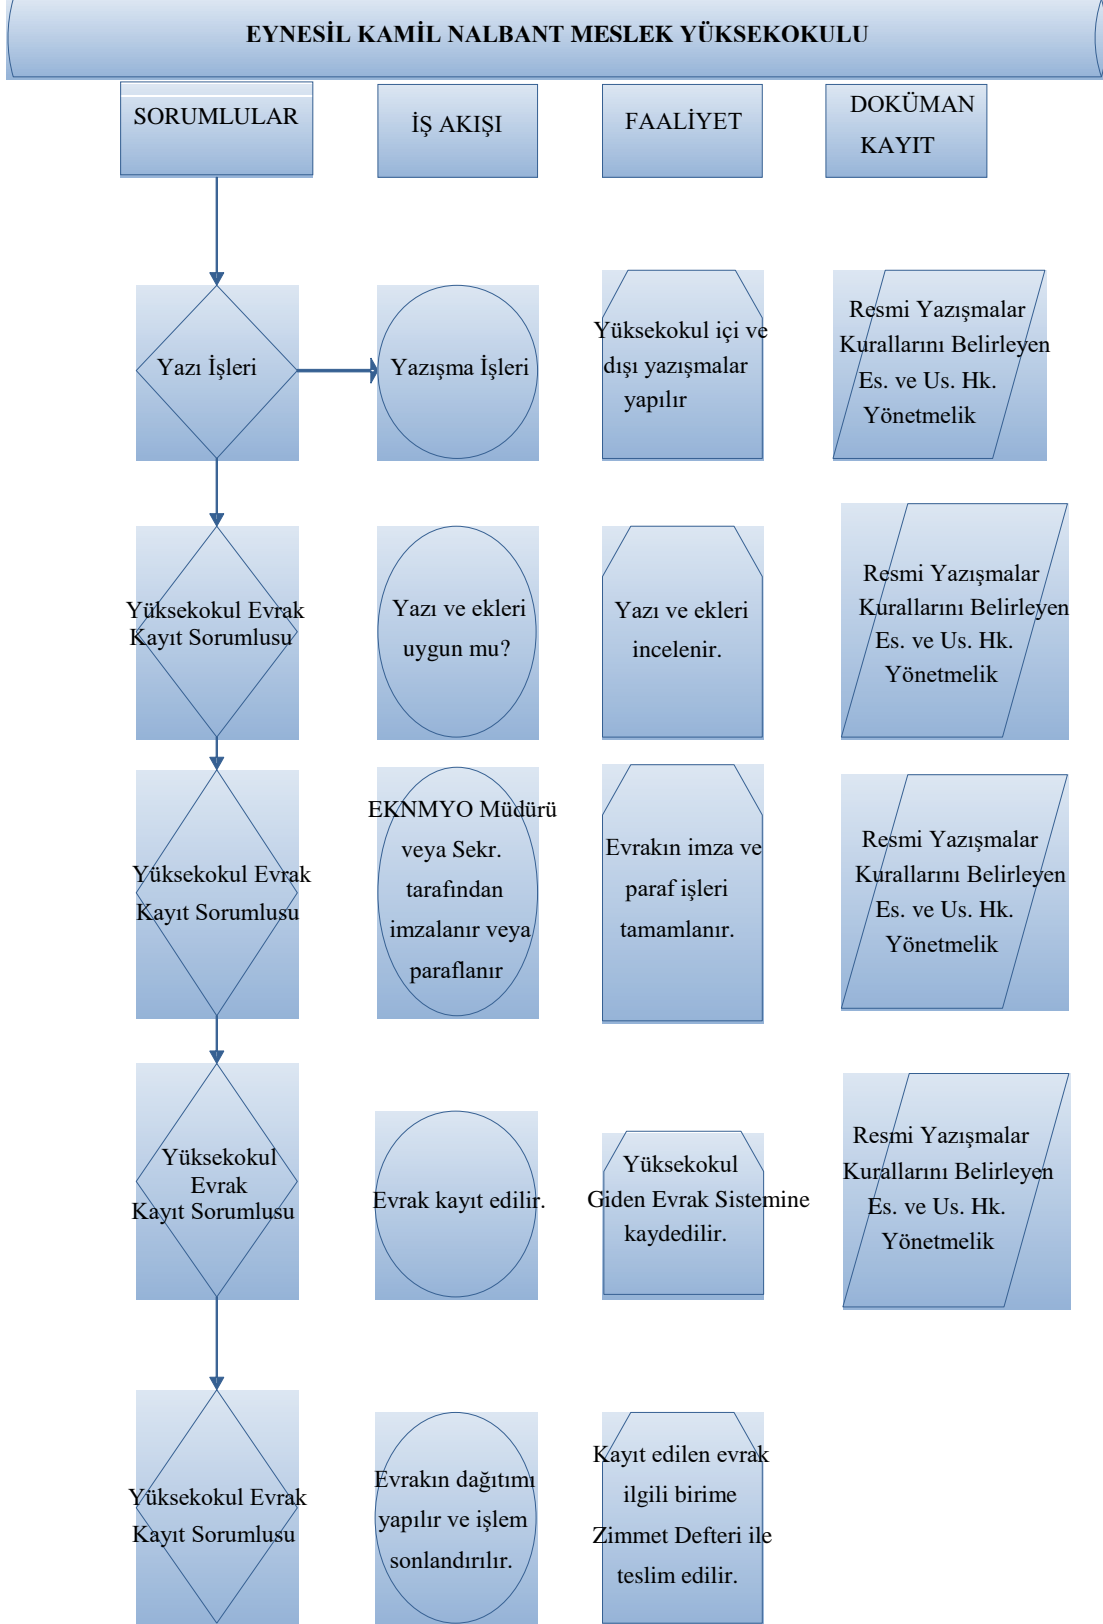 EYNESİL KAMİL NALBANT MESLEK YÜKSEKOKULU
SORUMLULAR
İŞ AKIŞI
FAALİYET
DOKÜMAN
KAYIT
Yazı İşleri
Yazışma İşleri
Yüksekokul içi ve
dışı yazışmalar
yapılır
Resmi Yazışmalar
Kurallarını Belirleyen
Es. ve Us. Hk.
Yönetmelik
Yüksekokul Evrak
Kayıt Sorumlusu
Yazı ve ekleri
uygun mu?
Yazı ve ekleri
incelenir.
Resmi Yazışmalar
Kurallarını Belirleyen
Es. ve Us. Hk.
Yönetmelik
Yüksekokul Evrak
Kayıt Sorumlusu
EKNMYO Müdürü
veya Sekr.
tarafından
imzalanır veya
paraflanır
Evrakın imza ve
paraf işleri
tamamlanır.
Resmi Yazışmalar
Kurallarını Belirleyen
Es. ve Us. Hk.
Yönetmelik
Yüksekokul
Evrak
Kayıt Sorumlusu
Evrak kayıt edilir.
Yüksekokul
Giden Evrak Sistemine
kaydedilir.
Resmi Yazışmalar
Kurallarını Belirleyen
Es. ve Us. Hk.
Yönetmelik
Yüksekokul Evrak
Kayıt Sorumlusu
Evrakın dağıtımı
yapılır ve işlem
sonlandırılır.
Kayıt edilen evrak
ilgili birime
Zimmet Defteri ile
teslim edilir.